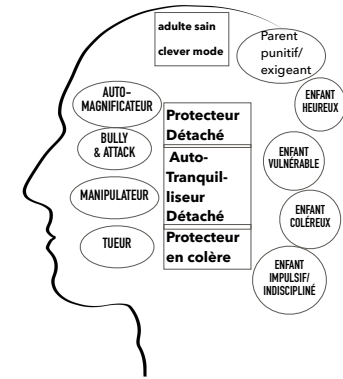 adulte sain
clever mode
Parent
punitif/
exigeant
AUTO-
MAGNIFICATEUR
BULLY
& ATTACK
MANIPULATEUR
TUEUR
Protecteur
Détaché
Auto-
Tranquil-
liseur
Détaché
Protecteur
en colère
ENFANT
HEUREUX
ENFANT
VULNÉRABLE
ENFANT
COLÉREUX
ENFANT
IMPULSIF/
INDISCIPLINÉ